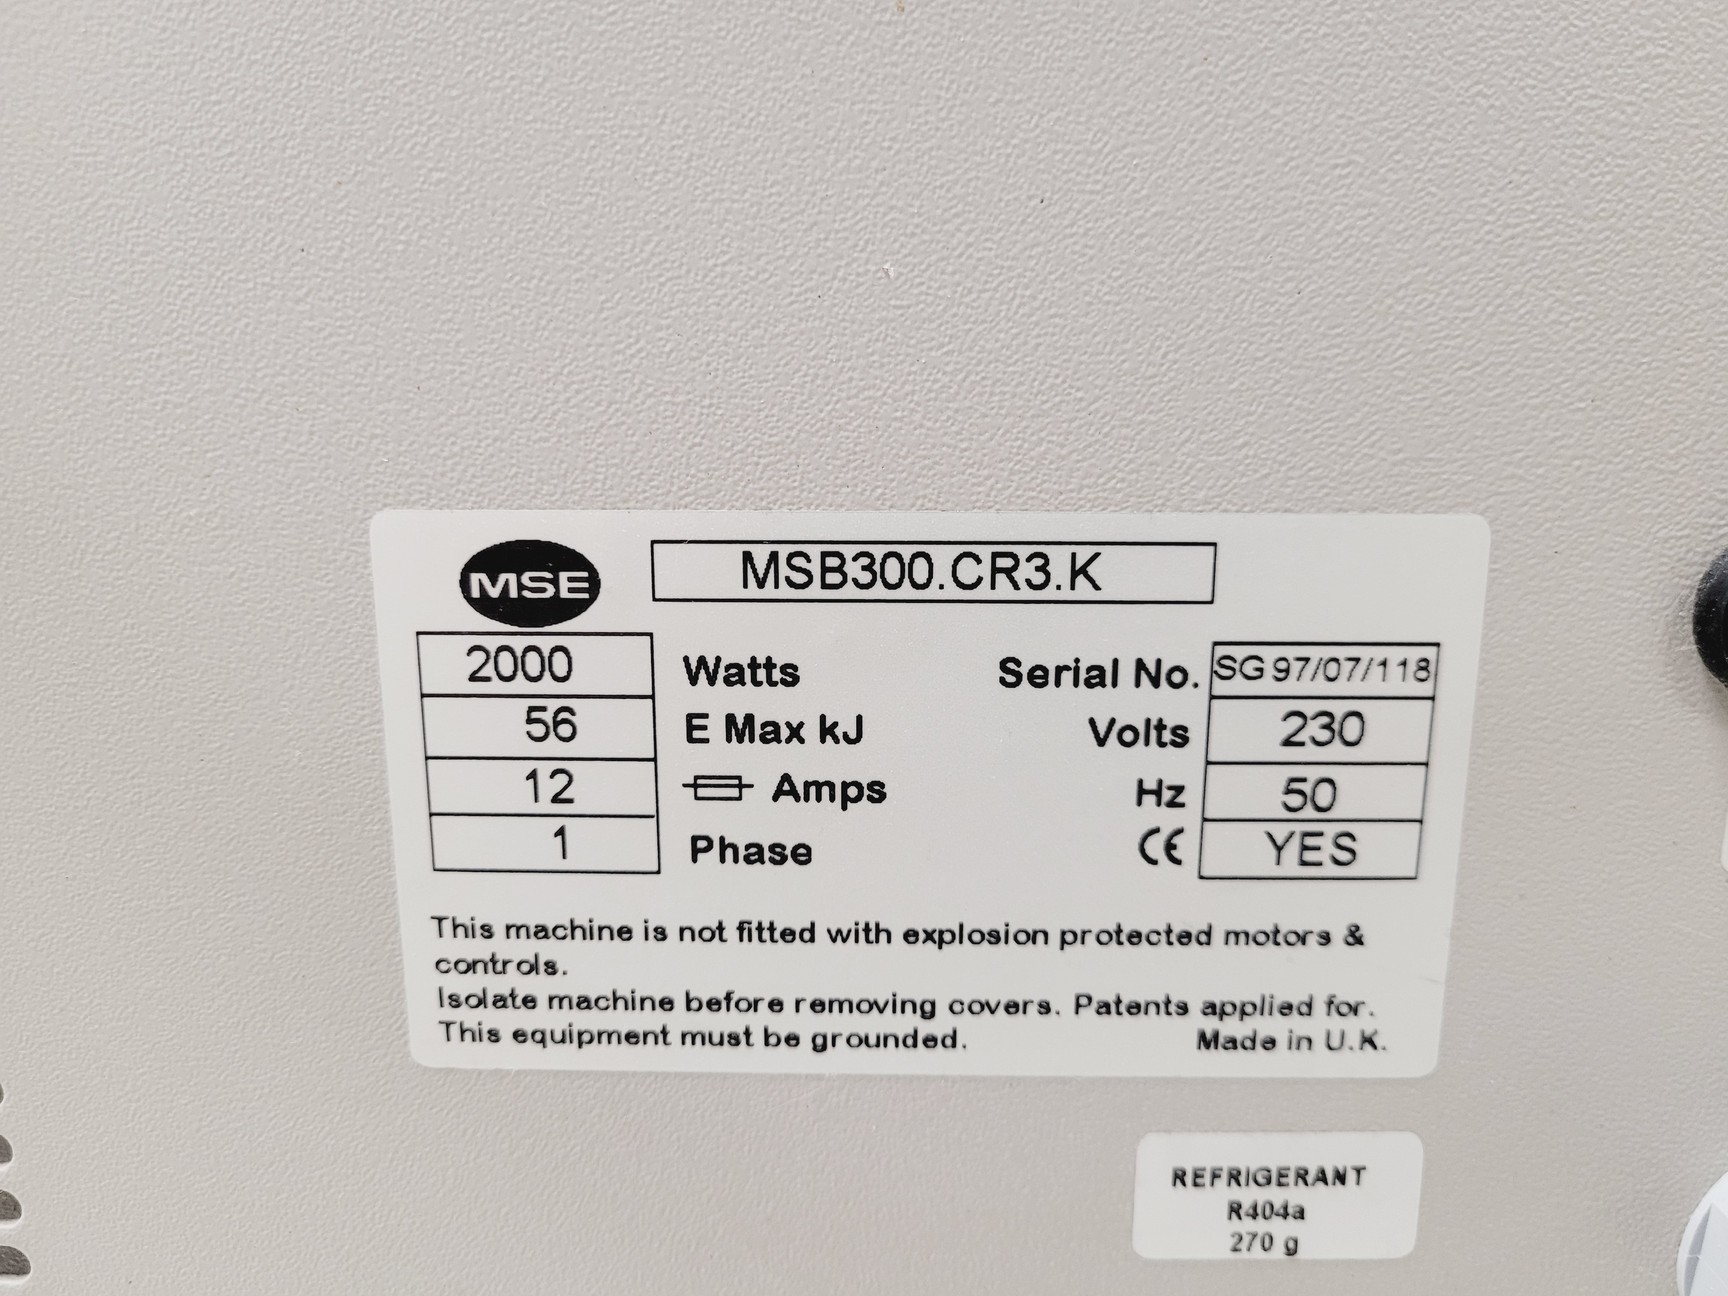 MSE MSB300.CR3.K
2000 Watts Serial No. SG 97/07/118
56 E Max kJ Volts 230
12 Amps Hz 50
1 Phase CE YES
This machine is not fitted with explosion protected motors &
controls.
Isolate machine before removing covers. Patents applied for.
This equipment must be grounded. Made in U.K.
REFRIGERANT
R404a
270 g